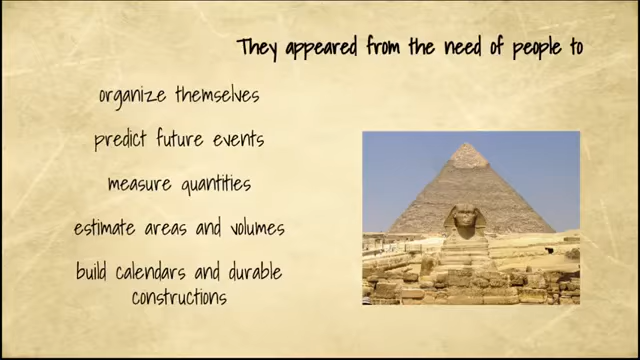 They appeared from the need of people to
organize themselves
predict future events
measure quantities
estimate areas and volumes
build calendars and durable
constructions